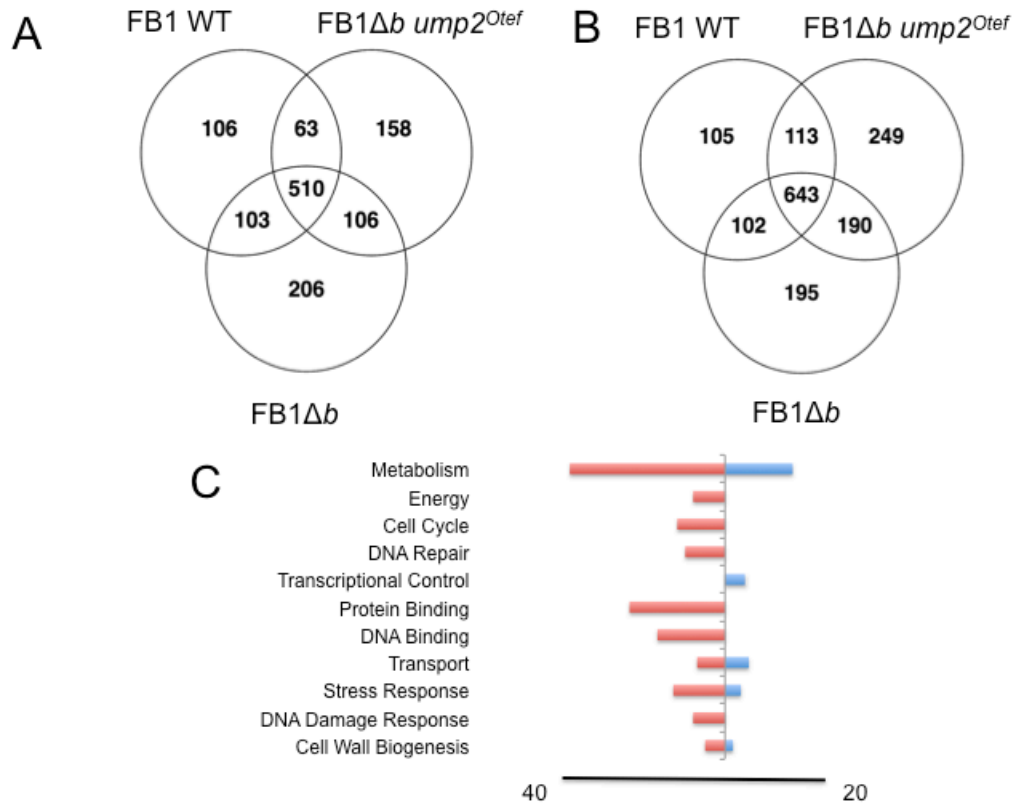 A
FB1 WT
FB1Δb ump2Otef
106
63
158
510
103
106
206
FB1Δb
B
FB1 WT
FB1Δb ump2Otef
105
113
249
643
102
190
195
FB1Δb
C
Metabolism
Energy
Cell Cycle
DNA Repair
Transcriptional Control
Protein Binding
DNA Binding
Transport
Stress Response
DNA Damage Response
Cell Wall Biogenesis
40
20